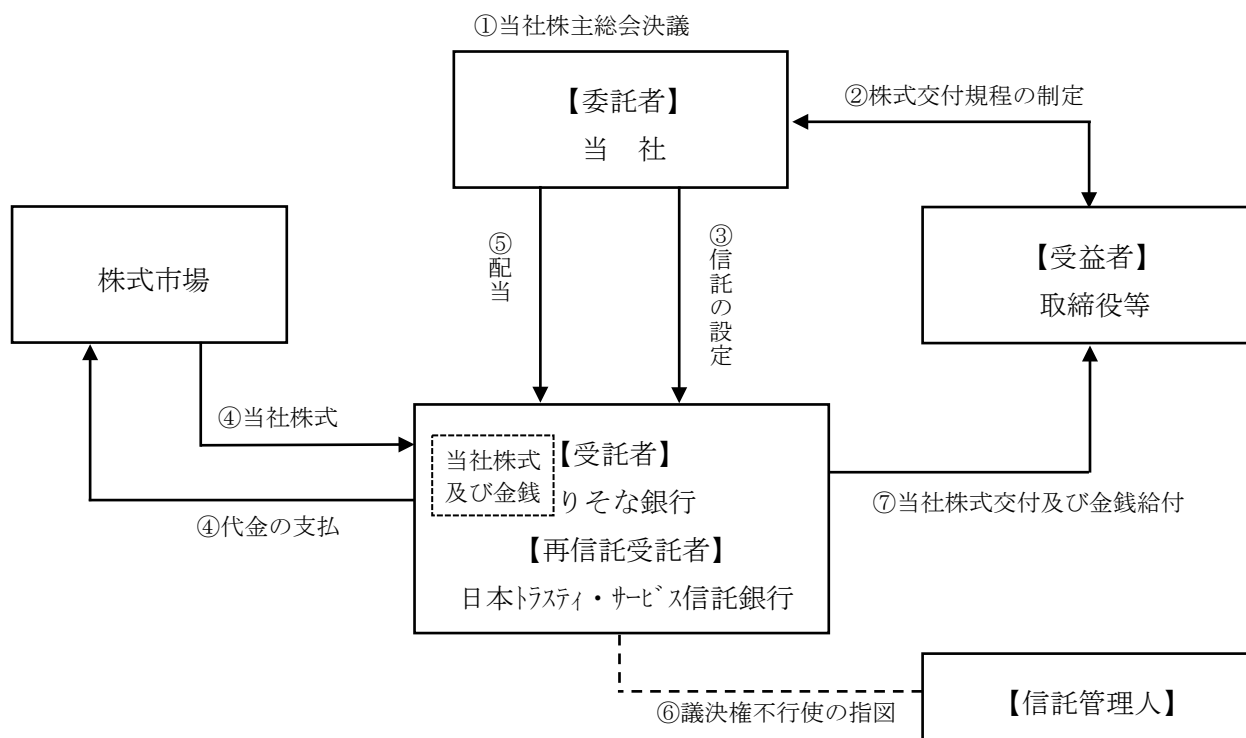 ①当社株主総会決議
【委託者】
当　社
②株式交付規程の制定
株式市場
⑤配当
③信託の設定
【受益者】
取締役等
④当社株式
当社株式
及び金銭
【受託者】
りそな銀行
【再信託受託者】
日本ﾄﾗｽﾃｨ・ｻｰﾋﾞｽ信託銀行
④代金の支払
⑦当社株式交付及び金銭給付
⑥議決権不行使の指図
【信託管理人】